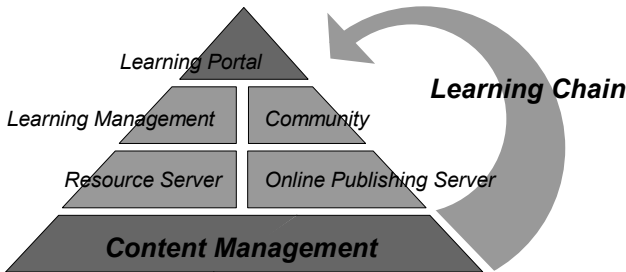 Learning Portal
Learning Chain
Learning Management
Community
Resource Server
Online Publishing Server
Content Management